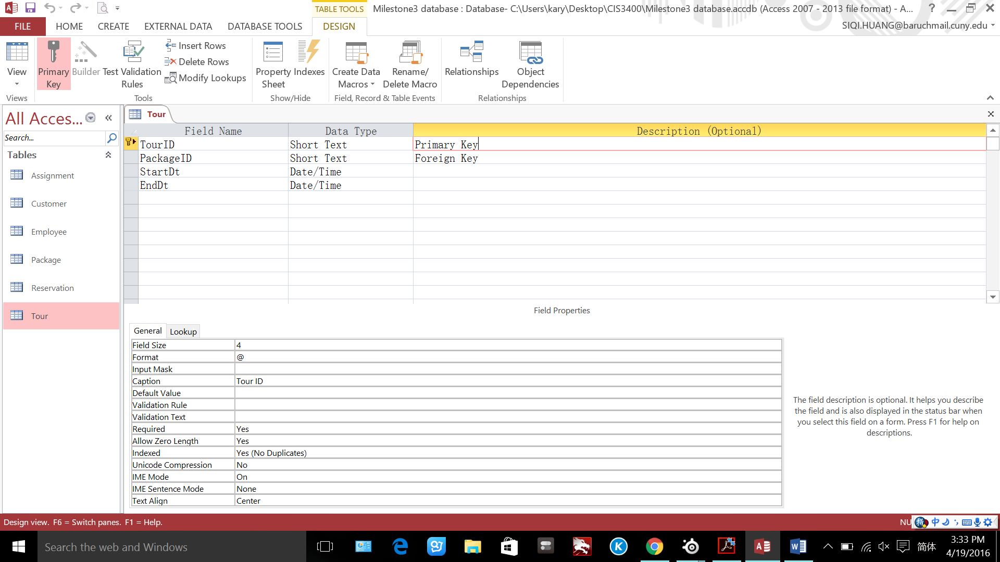 TABLE TOOLS Milestone3 database : Database- C:\Users\kary\Desktop\CIS3400\Milestone3 database.accdb (Access 2007 - 2013 file format) - A... ?
FILE HOME CREATE EXTERNAL DATA DATABASE TOOLS DESIGN SIQI.HUANG@baruchmail.cuny.edu
View
Primary Key
Builder
Test Validation Rules
Insert Rows
Delete Rows
Modify Lookups
Property Sheet
Indexes
Create Data Macros
Rename/ Delete Macro
Relationships
Object Dependencies
Views Tools Show/Hide Field, Record & Table Events Relationships
All Acces... «
Search...
Tables
Assignment
Customer
Employee
Package
Reservation
Tour
Tour
Field Name Data Type Description (Optional)
TourID Short Text Primary Key
PackageID Short Text Foreign Key
StartDt Date/Time
EndDt Date/Time
Field Properties
General Lookup
Field Size 4
Format @
Input Mask
Caption Tour ID
Default Value
Validation Rule
Validation Text
Required Yes
Allow Zero Length Yes
Indexed Yes (No Duplicates)
Unicode Compression No
IME Mode On
IME Sentence Mode None
Text Align Center
The field description is optional. It helps you describe
the field and is also displayed in the status bar when
you select this field on a form. Press F1 for help on
descriptions.
Design view. F6 = Switch panes. F1 = Help. NU 中
Search the web and Windows
简体
3:33 PM
4/19/2016